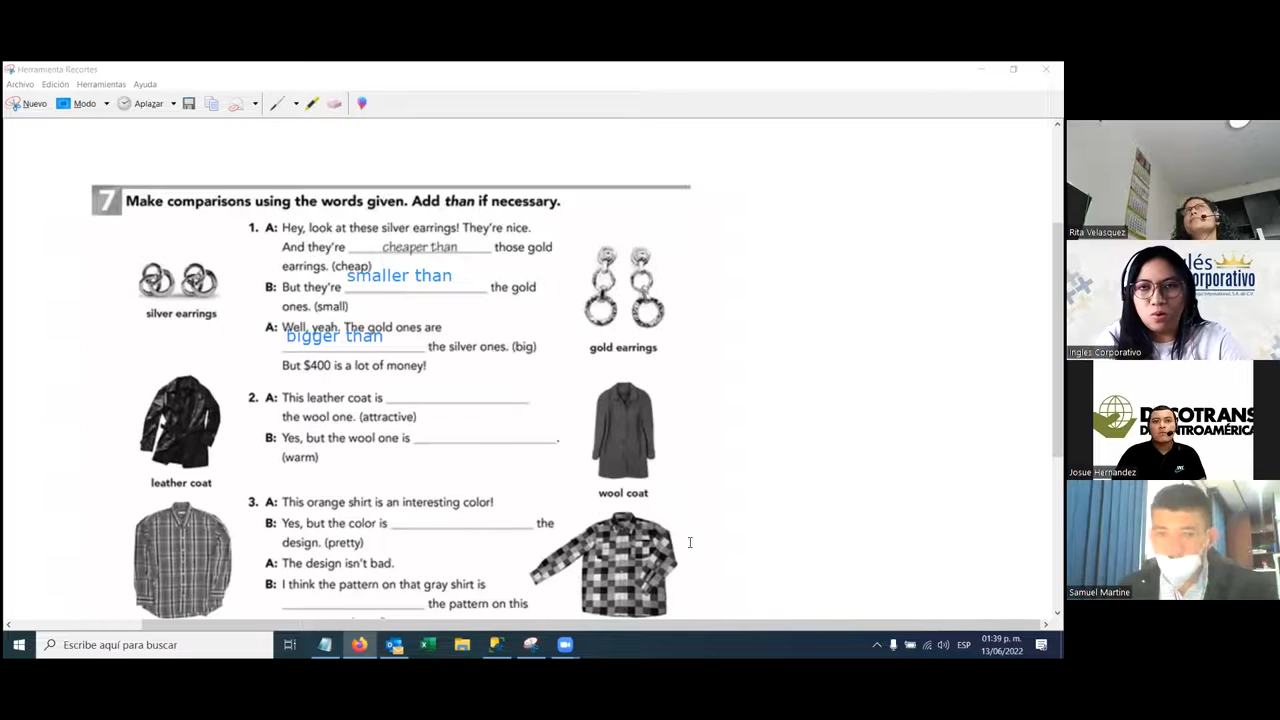 Herramienta Recortes
Archivo Edición Herramientas Ayuda
Nuevo Modo Aplazar
7 Make comparisons using the words given. Add than if necessary.
1. A: Hey, look at these silver earrings! They're nice.
And they're cheaper than those gold
earrings. (cheap)
smaller than
B: But they're the gold
ones. (small)
A: Well, yeah. The gold ones are
bigger than
the silver ones. (big)
But $400 is a lot of money!
silver earrings
gold earrings
2. A: This leather coat is
the wool one. (attractive)
B: Yes, but the wool one is .
(warm)
leather coat
wool coat
3. A: This orange shirt is an interesting color!
B: Yes, but the color is the
design. (pretty)
A: The design isn't bad.
B: I think the pattern on that gray shirt is
the pattern on this
Escribe aquí para buscar
ESP
01:39 p. m.
13/06/2022
Rita Velasquez
glés
orporativo
Ingles Corporativo
TRANS
Josue Hernandez
Samuel Martine